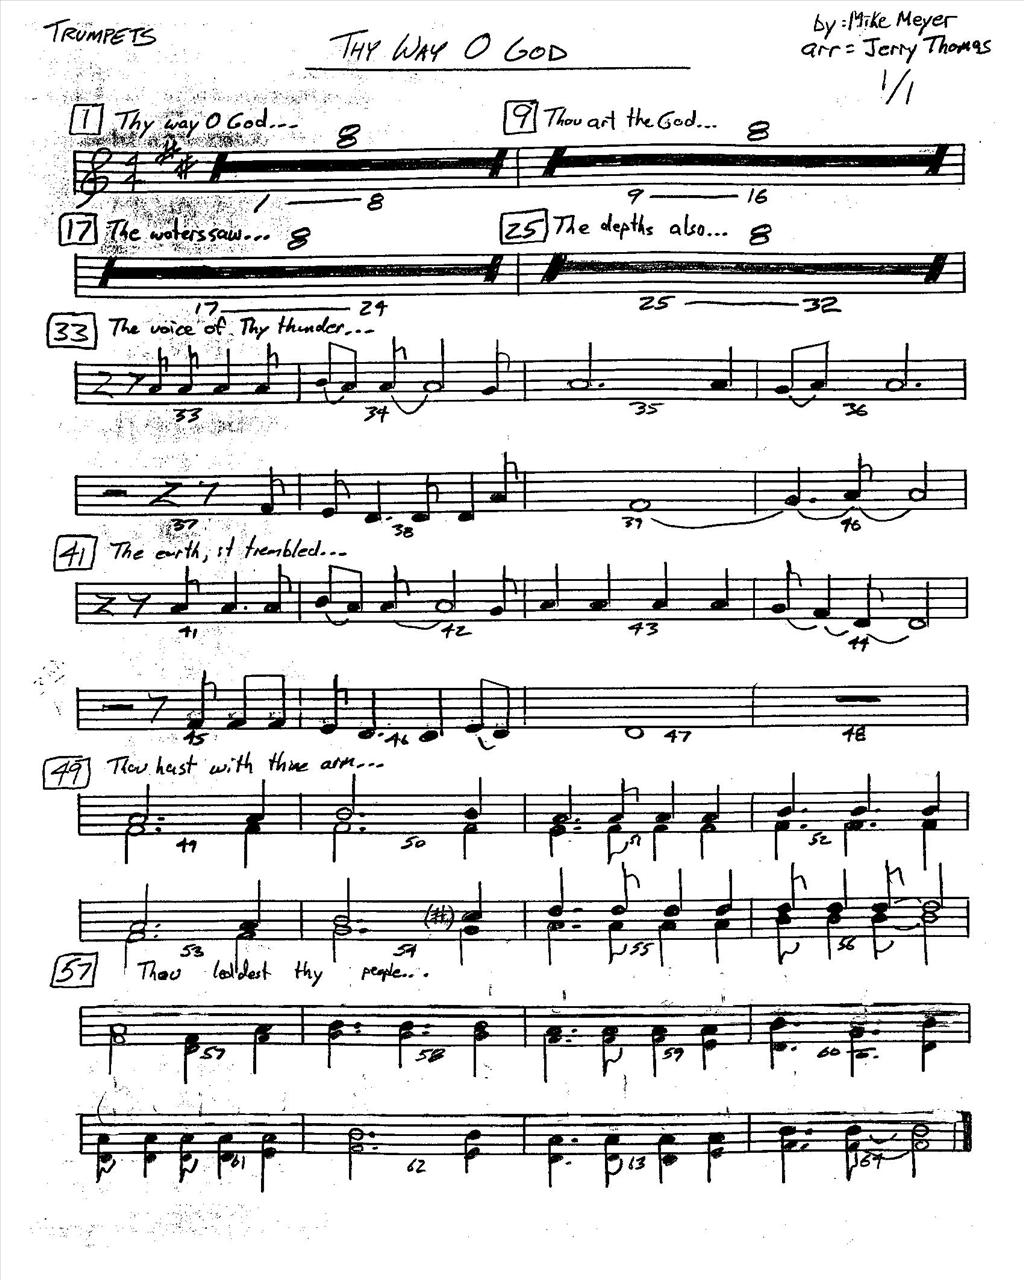 TRUMPETS
THY WAY O GOD
by: Mike Meyer
arr = Jerry Thomas
1/1
1 Thy way O God... 8 9 Thou art the God... 8
1 — 8 9 — 16
17 The waters saw... 8 25 The depths also... 8
17 — 24 25 — 32
33 The voice of Thy thunder...
33 34 35 36
37 38 39 40
41 The earth, it trembled...
41 42 43 44
45 46 47 48
49 Thou hast with thine arm...
49 50 51 52
(#)
53 54 55 56
57 Thou leddest thy people...
57 58 59 60
61 62 63 64